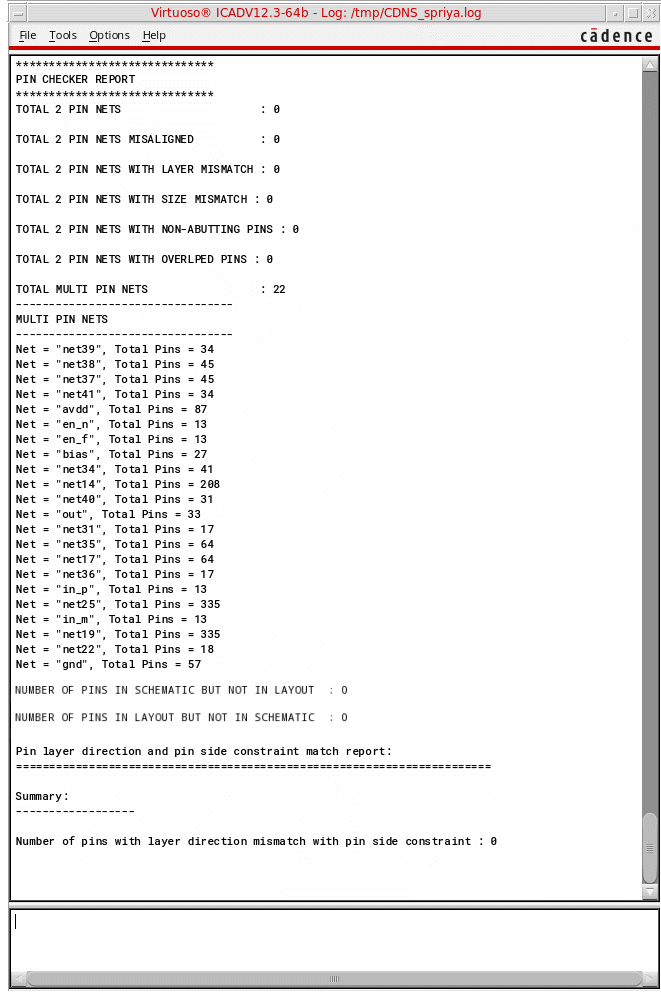 Virtuoso® ICADV12.3-64b - Log: /tmp/CDNS_spriya.log
File Tools Options Help
cādence
******************************
PIN CHECKER REPORT
******************************
TOTAL 2 PIN NETS : 0
TOTAL 2 PIN NETS MISALIGNED : 0
TOTAL 2 PIN NETS WITH LAYER MISMATCH : 0
TOTAL 2 PIN NETS WITH SIZE MISMATCH : 0
TOTAL 2 PIN NETS WITH NON-ABUTTING PINS : 0
TOTAL 2 PIN NETS WITH OVERLPED PINS : 0
TOTAL MULTI PIN NETS : 22
---------------------------------
MULTI PIN NETS
---------------------------------
Net = "net39", Total Pins = 34
Net = "net38", Total Pins = 45
Net = "net37", Total Pins = 45
Net = "net41", Total Pins = 34
Net = "avdd", Total Pins = 87
Net = "en_n", Total Pins = 13
Net = "en_f", Total Pins = 13
Net = "bias", Total Pins = 27
Net = "net34", Total Pins = 41
Net = "net14", Total Pins = 208
Net = "net40", Total Pins = 31
Net = "out", Total Pins = 33
Net = "net31", Total Pins = 17
Net = "net35", Total Pins = 64
Net = "net17", Total Pins = 64
Net = "net36", Total Pins = 17
Net = "in_p", Total Pins = 13
Net = "net25", Total Pins = 335
Net = "in_m", Total Pins = 13
Net = "net19", Total Pins = 335
Net = "net22", Total Pins = 18
Net = "gnd", Total Pins = 57
NUMBER OF PINS IN SCHEMATIC BUT NOT IN LAYOUT : 0
NUMBER OF PINS IN LAYOUT BUT NOT IN SCHEMATIC : 0
Pin layer direction and pin side constraint match report:
========================================================================
Summary:
------------------
Number of pins with layer direction mismatch with pin side constraint : 0